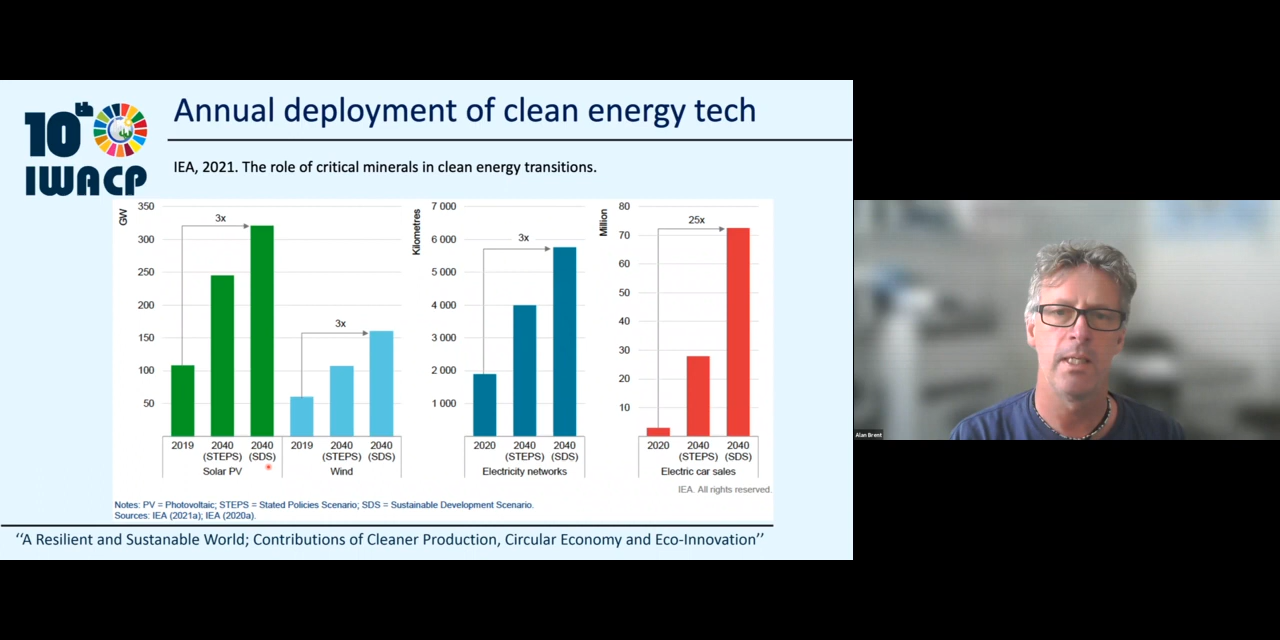 10th
IWACP
Annual deployment of clean energy tech
IEA, 2021. The role of critical minerals in clean energy transitions.
GW
350
300
250
200
150
100
50
3x
3x
2019
2040
(STEPS)
2040
(SDS)
Solar PV
2019
2040
(STEPS)
2040
(SDS)
Wind
Kilometres
7 000
6 000
5 000
4 000
3 000
2 000
1 000
3x
2020
2040
(STEPS)
2040
(SDS)
Electricity networks
Million
80
70
60
50
40
30
20
10
25x
2020
2040
(STEPS)
2040
(SDS)
Electric car sales
IEA. All rights reserved.
Notes: PV = Photovoltaic; STEPS = Stated Policies Scenario; SDS = Sustainable Development Scenario.
Sources: IEA (2021a); IEA (2020a).
‘‘A Resilient and Sustanable World; Contributions of Cleaner Production, Circular Economy and Eco-Innovation’’
Alan Brent